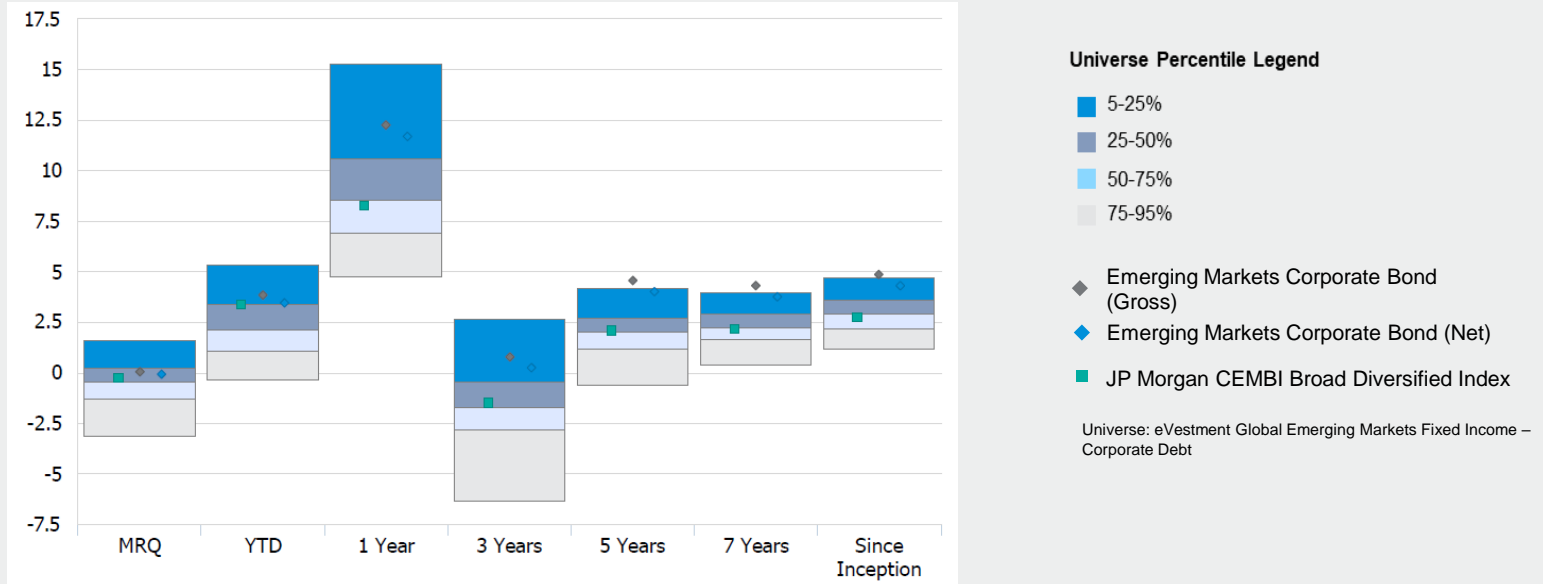 17.5
15
12.5
10
7.5
5
2.5
0
-2.5
-5
-7.5
MRQ
YTD
1 Year
3 Years
5 Years
7 Years
Since
Inception
Universe Percentile Legend
5-25%
25-50%
50-75%
75-95%
Emerging Markets Corporate Bond
(Gross)
Emerging Markets Corporate Bond (Net)
JP Morgan CEMBI Broad Diversified Index
Universe: eVestment Global Emerging Markets Fixed Income –
Corporate Debt